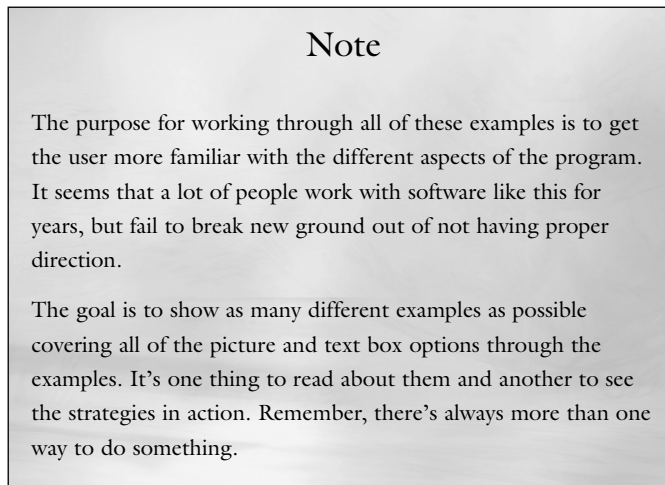 Note
The purpose for working through all of these examples is to get
the user more familiar with the different aspects of the program.
It seems that a lot of people work with software like this for
years, but fail to break new ground out of not having proper
direction.
The goal is to show as many different examples as possible
covering all of the picture and text box options through the
examples. It’s one thing to read about them and another to see
the strategies in action. Remember, there’s always more than one
way to do something.